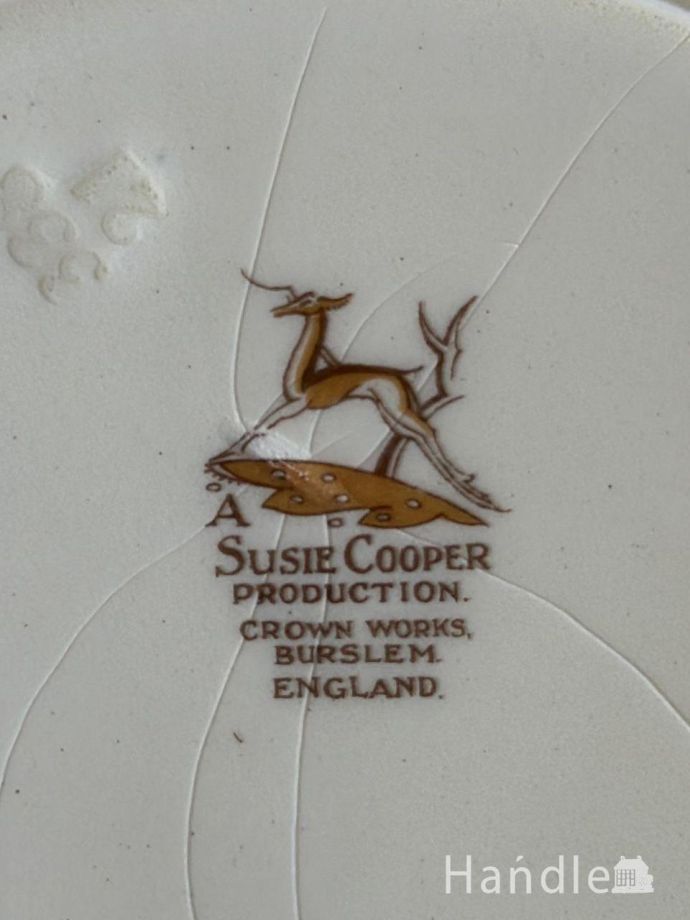 A
SUSIE COOPER
PRODUCTION.
CROWN WORKS,
BURSLEM.
ENGLAND.
Handle